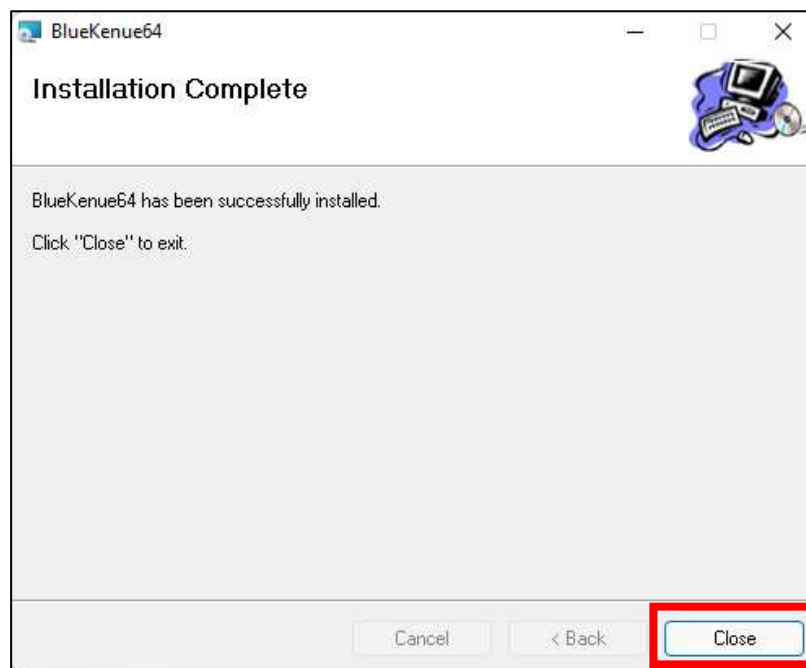 BlueKenue64
Installation Complete
BlueKenue64 has been successfully installed.
Click "Close" to exit.
Cancel
< Back
Close